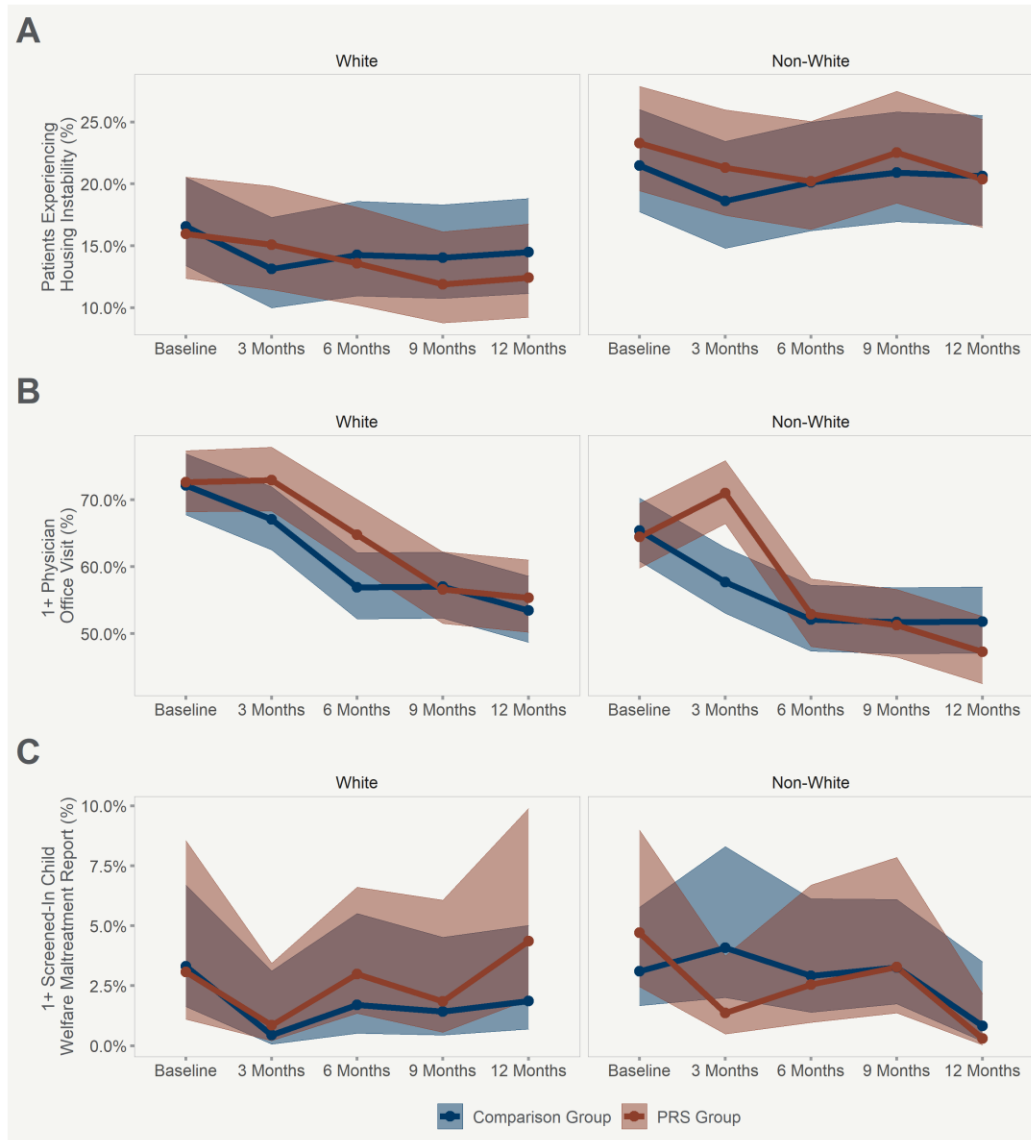 A
White
Non-White
Patients Experiencing
Housing Instability (%)
25.0%
20.0%
15.0%
10.0%
Baseline 3 Months 6 Months 9 Months 12 Months
Baseline 3 Months 6 Months 9 Months 12 Months
B
White
Non-White
1+ Physician
Office Visit (%)
70.0%
60.0%
50.0%
Baseline 3 Months 6 Months 9 Months 12 Months
Baseline 3 Months 6 Months 9 Months 12 Months
C
White
Non-White
1+ Screened-In Child
Welfare Maltreatment Report (%)
10.0%
7.5%
5.0%
2.5%
0.0%
Baseline 3 Months 6 Months 9 Months 12 Months
Baseline 3 Months 6 Months 9 Months 12 Months
Comparison Group
PRS Group